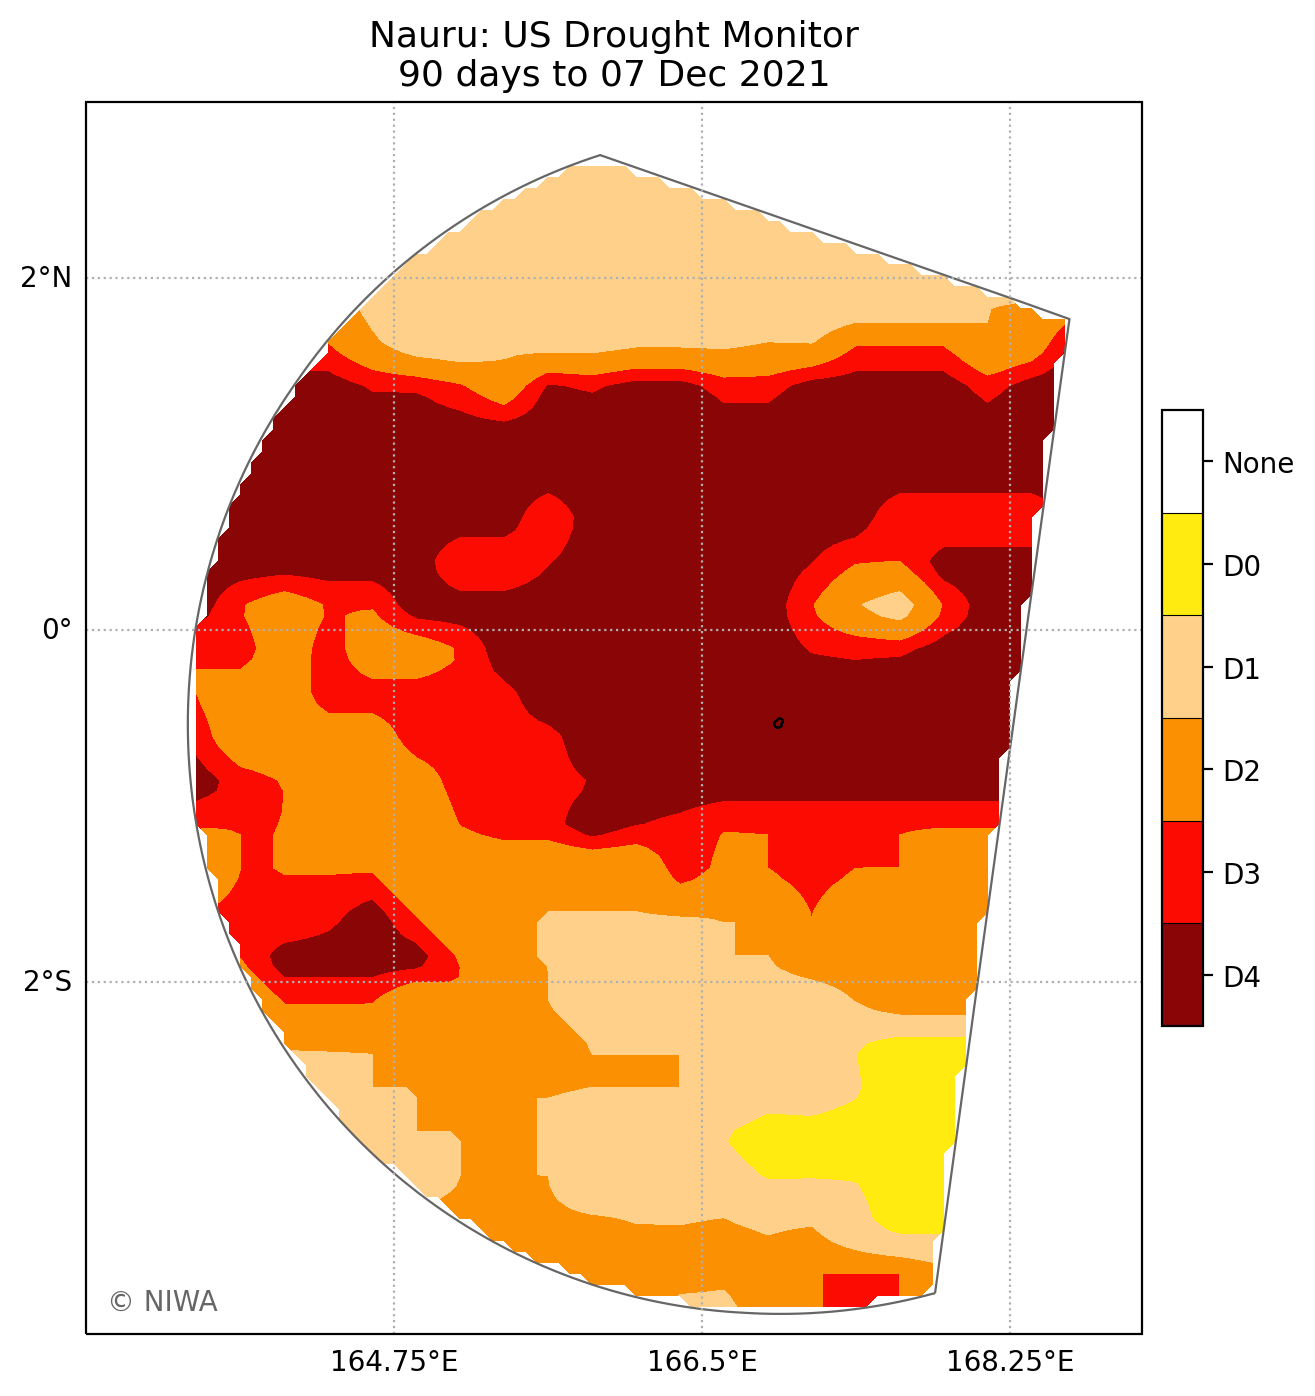 Nauru: US Drought Monitor
90 days to 07 Dec 2021
2°N
0°
2°S
164.75°E
166.5°E
168.25°E
None
D0
D1
D2
D3
D4
© NIWA